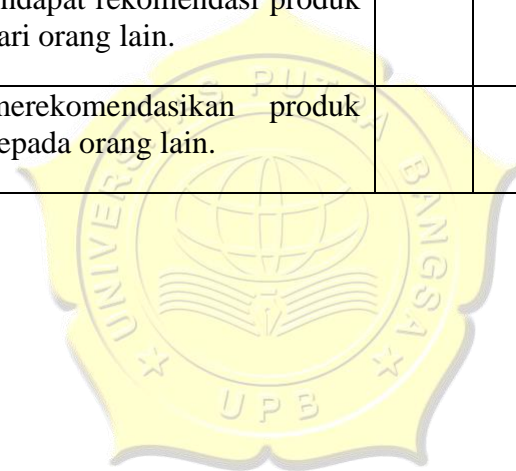 ndapat rekomendasi produk
ari orang lain.
merekomendasikan produk
epada orang lain.
UNIVERSITAS PUTRA BANGSA
UPB